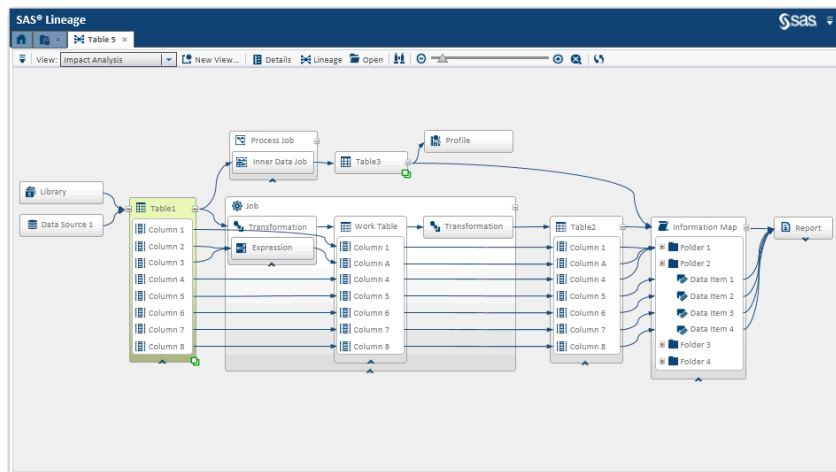 SAS® Lineage
sas
Table 5 ×
View: Impact Analysis New View... Details Lineage Open
Process Job
Inner Data Job
Table3
Profile
Library
Data Source 1
Table1
Column 1
Column 2
Column 3
Column 4
Column 5
Column 6
Column 7
Column 8
Job
Transformation
Expression
Work Table
Column 1
Column A
Column 4
Column 5
Column 6
Column 7
Column 8
Transformation
Table2
Column 1
Column A
Column 4
Column 5
Column 6
Column 7
Column 8
Information Map
Folder 1
Folder 2
Data Item 1
Data Item 2
Data Item 3
Data Item 4
Folder 3
Folder 4
Report